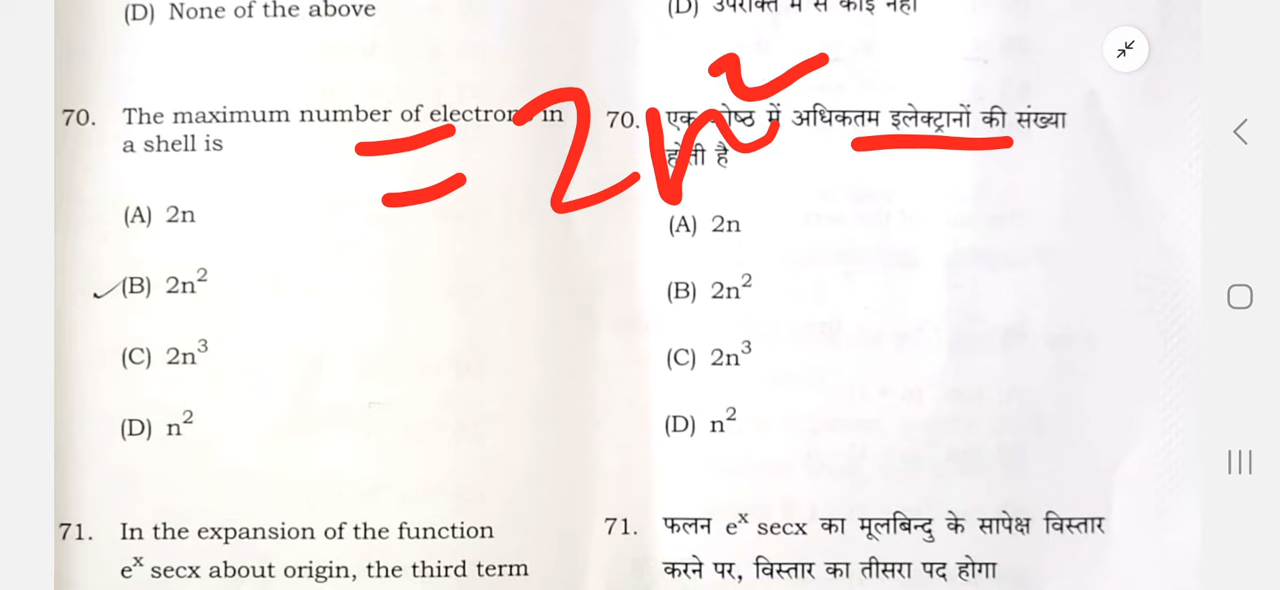 (D) None of the above
70. The maximum number of electrons in
a shell is
(A) 2n
(B) 2n²
(C) 2n³
(D) n²
71. In the expansion of the function
eˣ secx about origin, the third term
(D) उपरोक्त में से कोई नहीं
70. एक कोष्ठ में अधिकतम इलेक्ट्रानों की संख्या
होती है
(A) 2n
(B) 2n²
(C) 2n³
(D) n²
71. फलन eˣ secx का मूलबिन्दु के सापेक्ष विस्तार
करने पर, विस्तार का तीसरा पद होगा
= 2n²